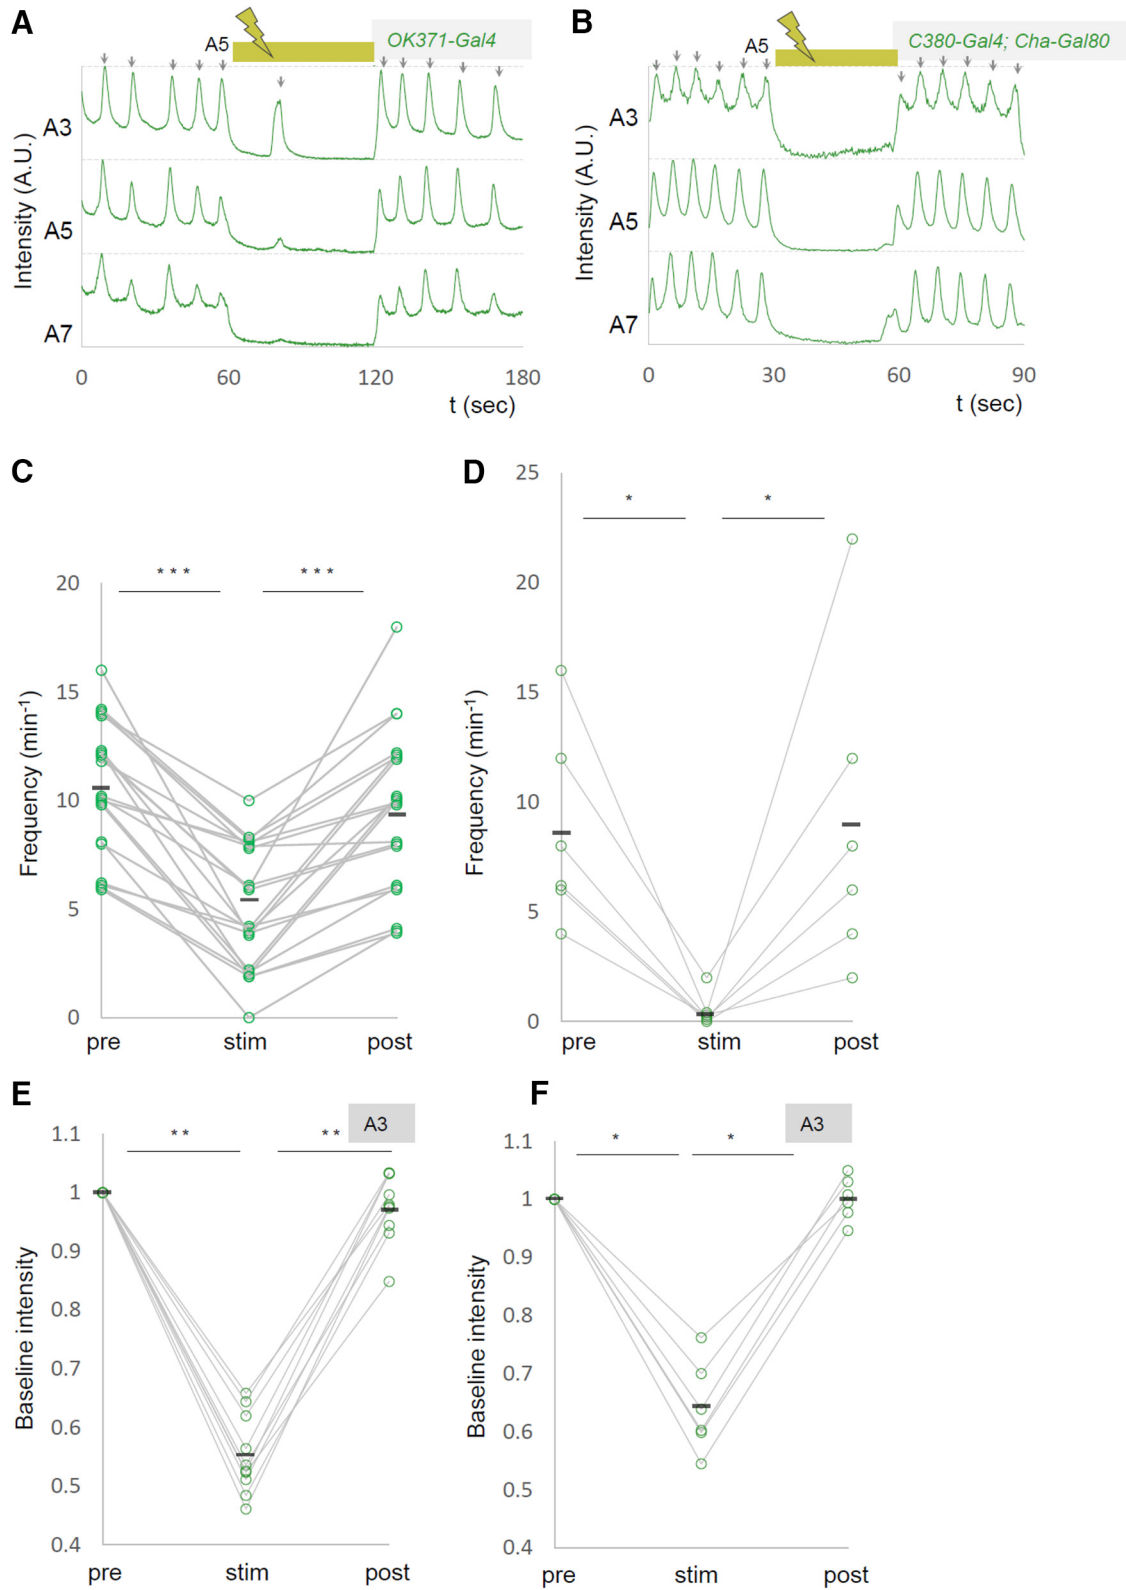 A
A5
OK371-Gal4
A3
A5
A7
Intensity (A.U.)
0
60
120
180
t (sec)
B
A5
C380-Gal4; Cha-Gal80
A3
A5
A7
Intensity (A.U.)
0
30
60
90
t (sec)
C
* * *
* * *
20
15
10
5
0
Frequency (min-1)
pre
stim
post
D
*
*
25
20
15
10
5
0
Frequency (min-1)
pre
stim
post
E
A3
* *
* *
1.1
1
0.9
0.8
0.7
0.6
0.5
0.4
Baseline intensity
pre
stim
post
F
A3
*
*
1.1
1
0.9
0.8
0.7
0.6
0.5
0.4
Baseline intensity
pre
stim
post